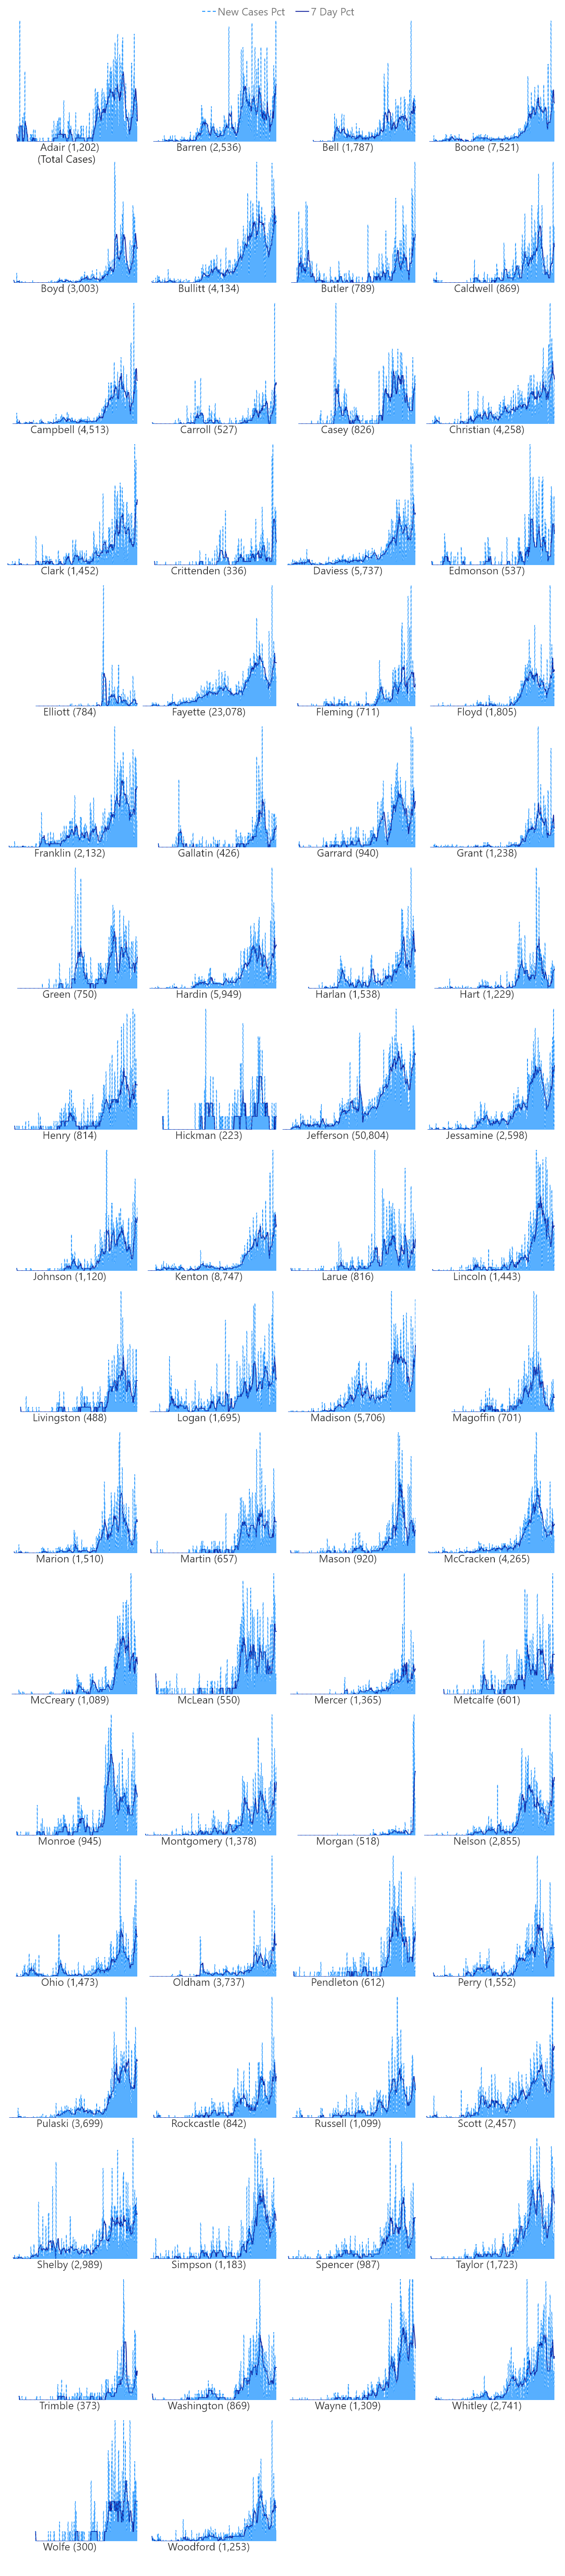 New Cases Pct 7 Day Pct
Adair (1,202) Barren (2,536) Bell (1,787) Boone (7,521)
(Total Cases)
Boyd (3,003) Bullitt (4,134) Butler (789) Caldwell (869)
Campbell (4,513) Carroll (527) Casey (826) Christian (4,258)
Clark (1,452) Crittenden (336) Daviess (5,737) Edmonson (537)
Elliott (784) Fayette (23,078) Fleming (711) Floyd (1,805)
Franklin (2,132) Gallatin (426) Garrard (940) Grant (1,238)
Green (750) Hardin (5,949) Harlan (1,538) Hart (1,229)
Henry (814) Hickman (223) Jefferson (50,804) Jessamine (2,598)
Johnson (1,120) Kenton (8,747) Larue (816) Lincoln (1,443)
Livingston (488) Logan (1,695) Madison (5,706) Magoffin (701)
Marion (1,510) Martin (657) Mason (920) McCracken (4,265)
McCreary (1,089) McLean (550) Mercer (1,365) Metcalfe (601)
Monroe (945) Montgomery (1,378) Morgan (518) Nelson (2,855)
Ohio (1,473) Oldham (3,737) Pendleton (612) Perry (1,552)
Pulaski (3,699) Rockcastle (842) Russell (1,099) Scott (2,457)
Shelby (2,989) Simpson (1,183) Spencer (987) Taylor (1,723)
Trimble (373) Washington (869) Wayne (1,309) Whitley (2,741)
Wolfe (300) Woodford (1,253)